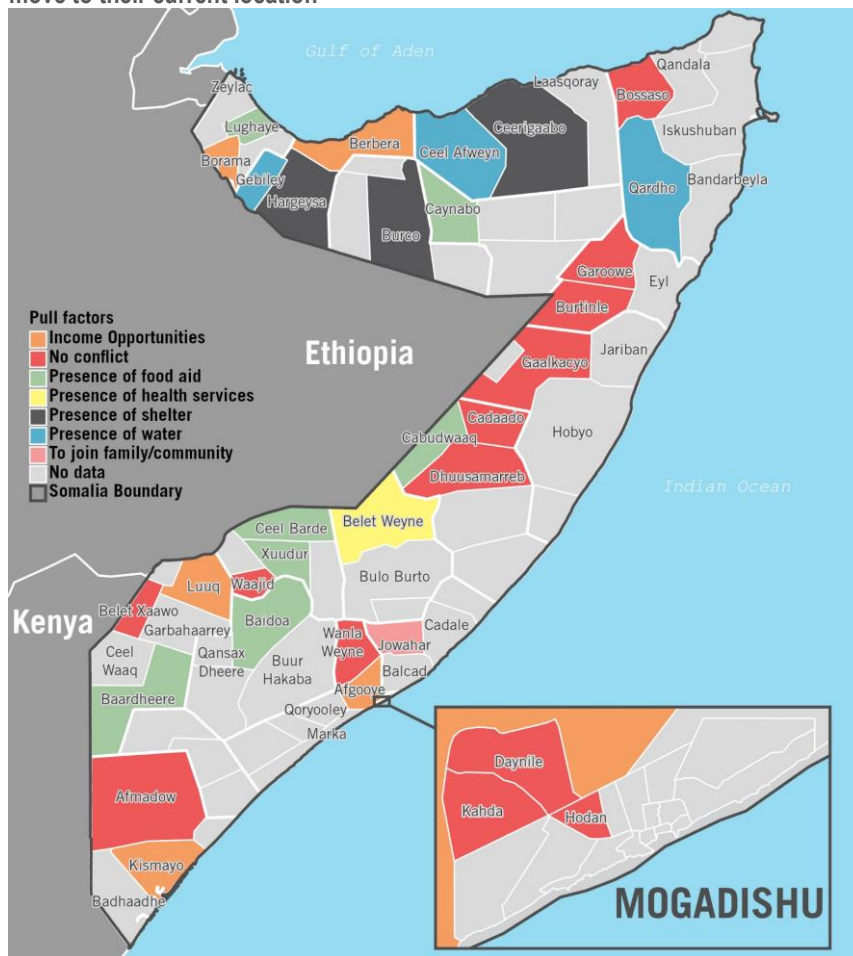 move to their current location
Gulf of Aden
Zeylac
Lughaye
Borama
Gebiley
Hargeysa
Berbera
Burco
Ceel Afweyn
Caynabo
Laasqoray
Ceerigaabo
Bossaso
Qandala
Iskushuban
Qardho
Bandarbeyla
Garoowe
Eyl
Burtinle
Jariban
Gaalkacyo
Cadaado
Hobyo
Cabudwaaq
Dhuusamarreb
Indian Ocean
Ethiopia
Pull factors
Income Opportunities
No conflict
Presence of food aid
Presence of health services
Presence of shelter
Presence of water
To join family/community
No data
Somalia Boundary
Belet Weyne
Ceel Barde
Xuudur
Bulo Burto
Luuq
Waajid
Belet Xaawo
Kenya
Garbahaarrey
Baidoa
Ceel
Waaq
Qansax
Dheere
Buur
Hakaba
Wanla
Weyne
Jowahar
Cadale
Balcad
Afgooye
Baardheere
Qoryooley
Marka
Afmadow
Kismayo
Badhaadhe
Daynile
Kahda
Hodan
MOGADISHU